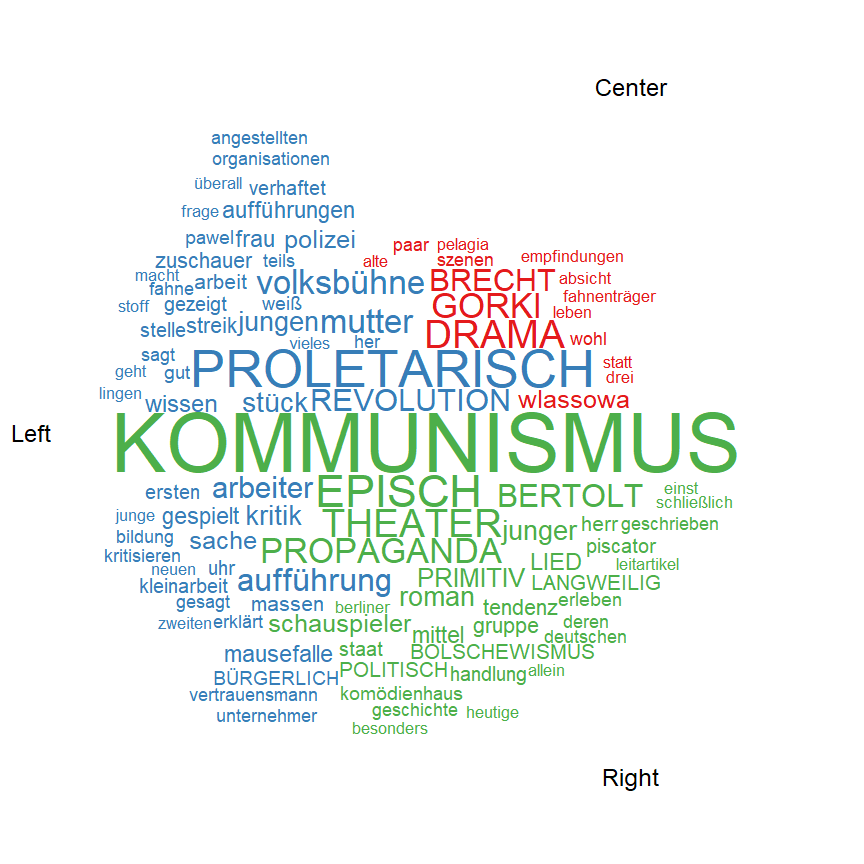 Center
angestellten
organisationen
überall verhaftet
frage aufführungen
pawel frau polizei
paar pelagia
zuschauer teils alte szenen empfindungen
macht arbeit volksbühne BRECHT absicht
fahne
stoff gezeigt weiß GORKI fahnenträger
leben
stelle streik jungen mutter DRAMA wohl
vieles her
sagt PROLETARISCH statt
geht gut drei
lingen wissen stück REVOLUTION wlassowa
Left KOMMUNISMUS
ersten arbeiter EPISCH BERTOLT einst
schließlich
junge gespielt kritik THEATER junger herr geschrieben
bildung sache PROPAGANDA piscator
kritisieren LIED leitartikel
neuen uhr
kleinarbeit aufführung PRIMITIV LANGWEILIG
gesagt massen berliner roman tendenz erleben
zweiten erklärt schauspieler mittel gruppe deren
deutschen
mausefalle staat BOLSCHEWISMUS
BÜRGERLICH POLITISCH handlung allein
vertrauensmann komödienhaus
unternehmer geschichte heutige
besonders
Right